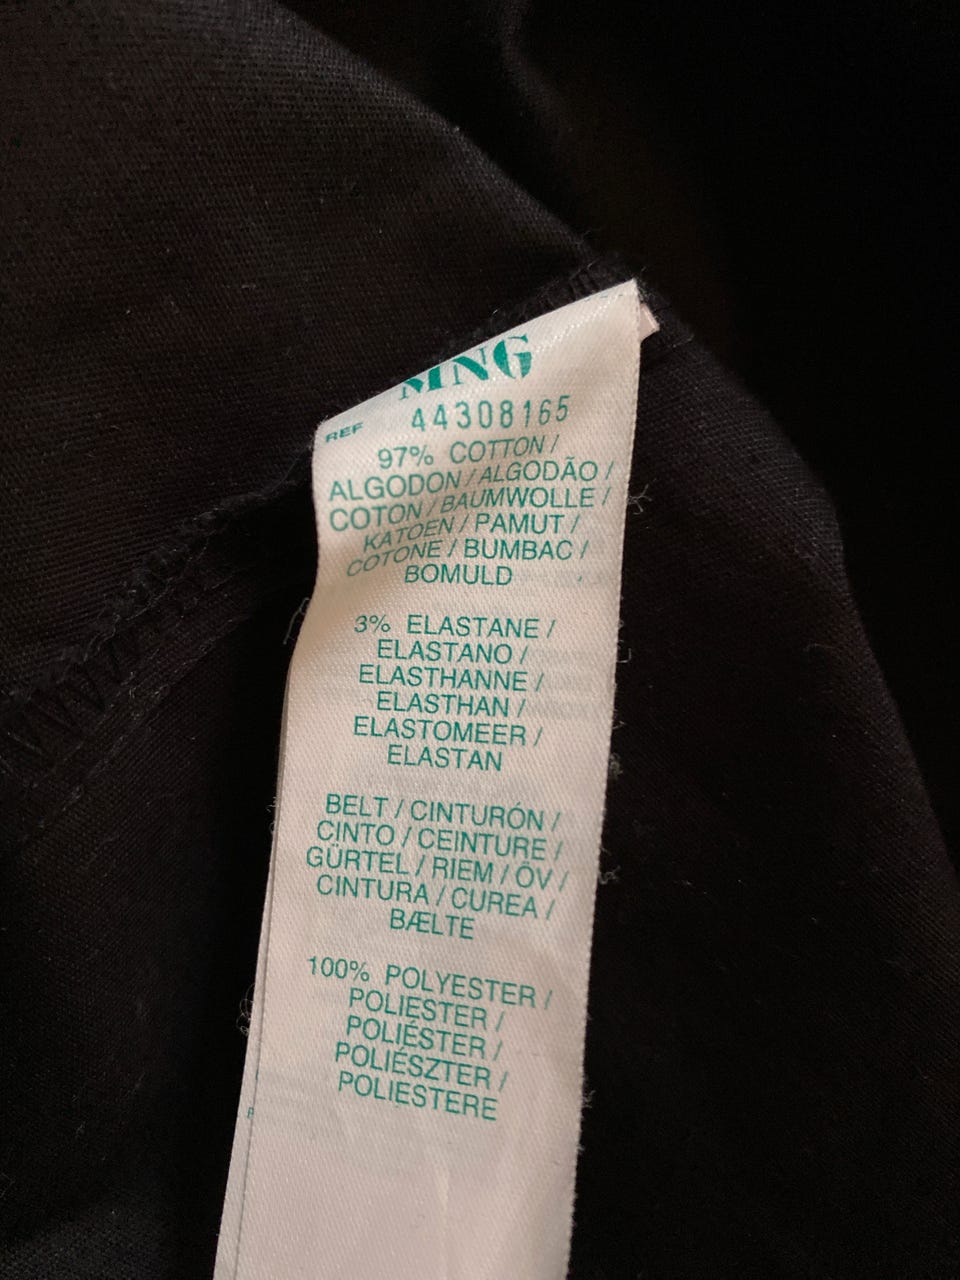 MNG
REF 44308165
97% COTTON /
ALGODON / ALGODÃO /
COTON / BAUMWOLLE /
KATOEN / PAMUT /
COTONE / BUMBAC /
BOMULD
3% ELASTANE /
ELASTANO /
ELASTHANNE /
ELASTHAN /
ELASTOMEER /
ELASTAN
BELT / CINTURÓN /
CINTO / CEINTURE /
GÜRTEL / RIEM / ÖV /
CINTURA / CUREA /
BÆLTE
100% POLYESTER /
POLIESTER /
POLIÉSTER /
POLIÉSZTER /
POLIESTERE